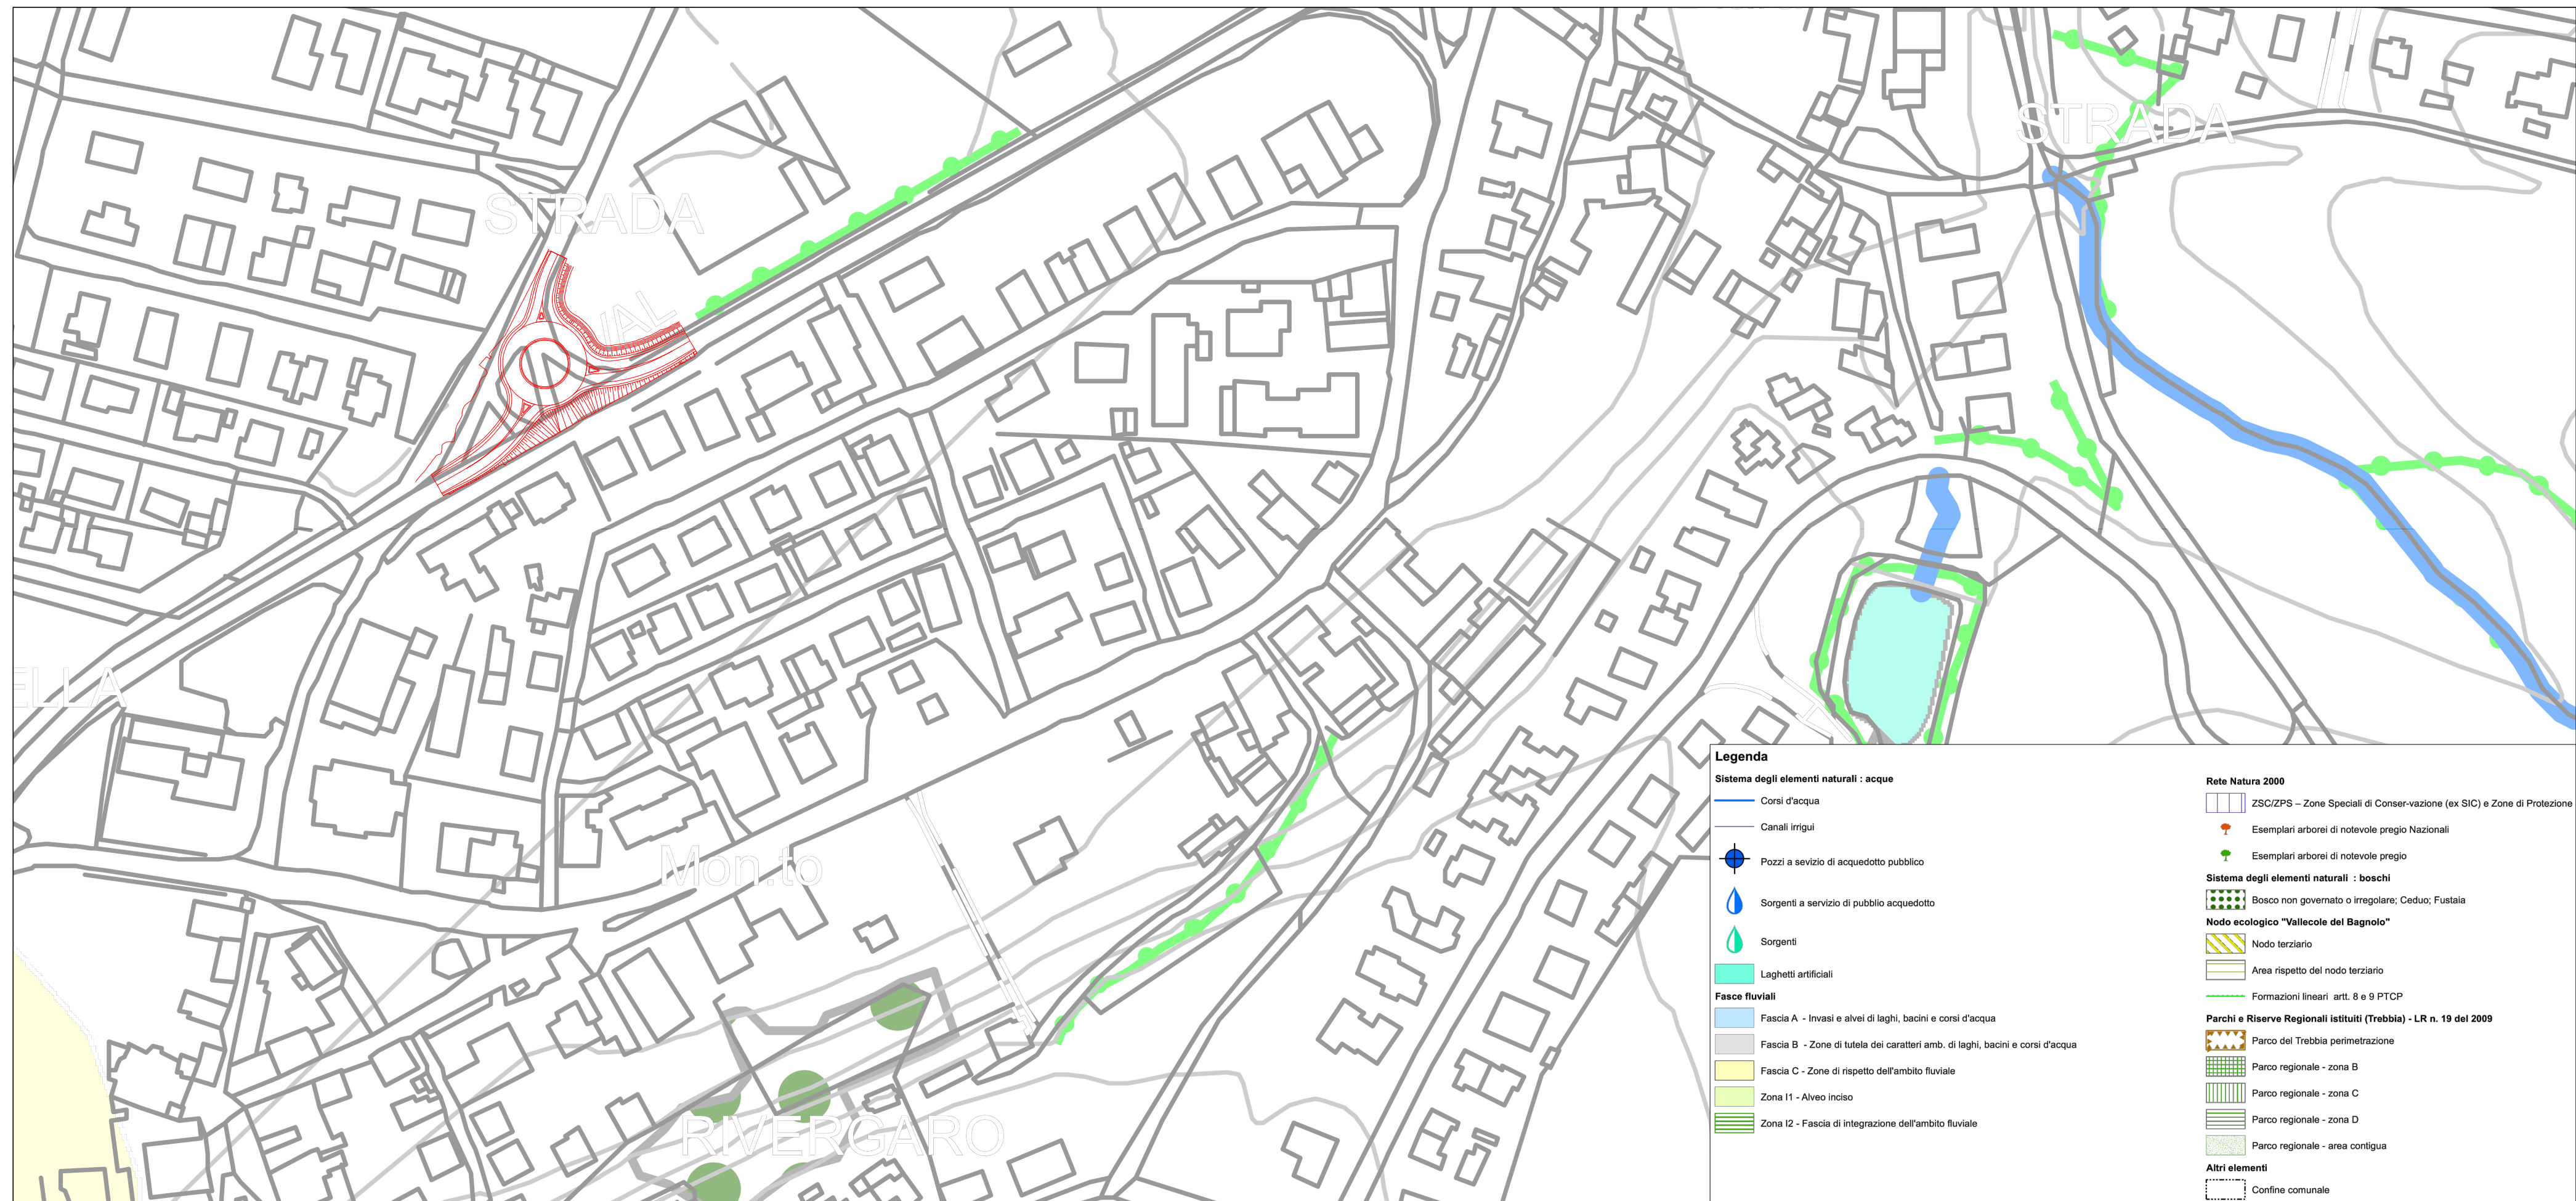 STRADA
STRADA
VAL
ELLA
Mon.to
RIVERGARO
Legenda
Sistema degli elementi naturali : acque
Corsi d'acqua
Canali irrigui
Pozzi a sevizio di acquedotto pubblico
Sorgenti a servizio di pubblio acquedotto
Sorgenti
Laghetti artificiali
Fasce fluviali
Fascia A - Invasi e alvei di laghi, bacini e corsi d'acqua
Fascia B - Zone di tutela dei caratteri amb. di laghi, bacini e corsi d'acqua
Fascia C - Zone di rispetto dell'ambito fluviale
Zona I1 - Alveo inciso
Zona I2 - Fascia di integrazione dell'ambito fluviale
Rete Natura 2000
ZSC/ZPS – Zone Speciali di Conser-vazione (ex SIC) e Zone di Protezione
Esemplari arborei di notevole pregio Nazionali
Esemplari arborei di notevole pregio
Sistema degli elementi naturali : boschi
Bosco non governato o irregolare; Ceduo; Fustaia
Nodo ecologico "Vallecole del Bagnolo"
Nodo terziario
Area rispetto del nodo terziario
Formazioni lineari artt. 8 e 9 PTCP
Parchi e Riserve Regionali istituiti (Trebbia) - LR n. 19 del 2009
Parco del Trebbia perimetrazione
Parco regionale - zona B
Parco regionale - zona C
Parco regionale - zona D
Parco regionale - area contigua
Altri elementi
Confine comunale